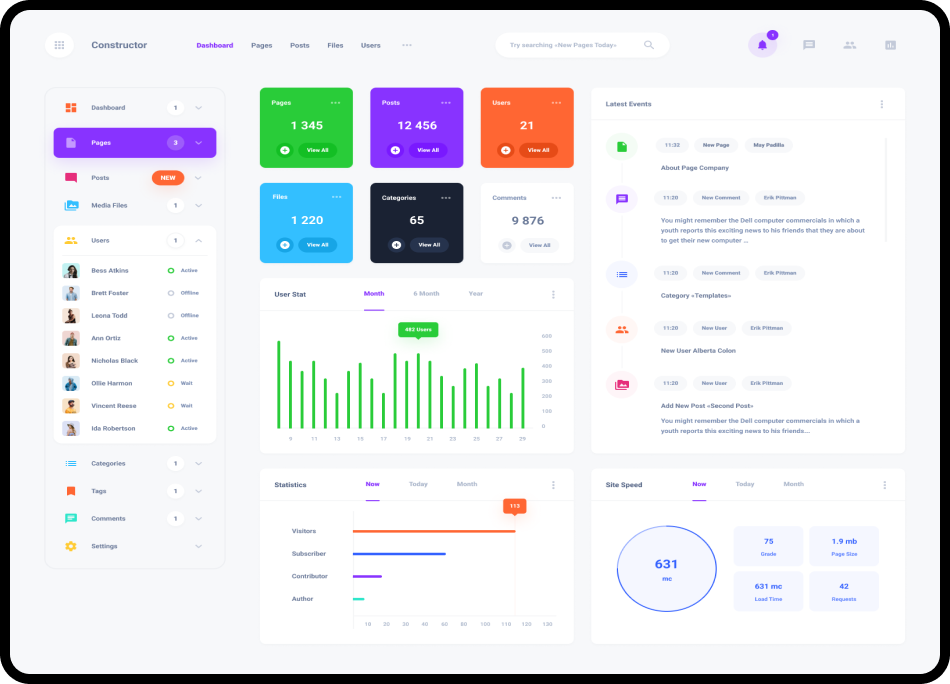 Constructor
Dashboard Pages Posts Files Users
Try searching «New Pages Today»
1
Dashboard 1
Pages 3
Posts NEW
Media Files 1
Users 1
Bess Atkins Active
Brett Foster Offline
Leona Todd Offline
Ann Ortiz Active
Nicholas Black Active
Ollie Harmon Wait
Vincent Reese Wait
Ida Robertson Active
Categories 1
Tags 1
Comments 1
Settings
Pages
1 345
View All
Posts
12 456
View All
Users
21
View All
Files
1 220
View All
Categories
65
View All
Comments
9 876
View All
User Stat Month 6 Month Year
482 Users
600
500
400
300
200
100
0
9 11 13 15 17 19 21 23 25 27 29
Statistics Now Today Month
113
Visitors
Subscriber
Contributor
Author
10 20 30 40 60 80 100 110 120 130
Latest Events
11:32 New Page May Padilla
About Page Company
11:20 New Comment Erik Pittman
You might remember the Dell computer commercials in which a
youth reports this exciting news to his friends that they are about
to get their new computer ...
11:20 New Comment Erik Pittman
Category «Templates»
11:20 New User Erik Pittman
New User Alberta Colon
11:20 New User Erik Pittman
Add New Post «Second Post»
You might remember the Dell computer commercials in which a
youth reports this exciting news to his friends...
Site Speed Now Today Month
631
mc
75
Grade
1.9 mb
Page Size
631 mc
Load Time
42
Requests